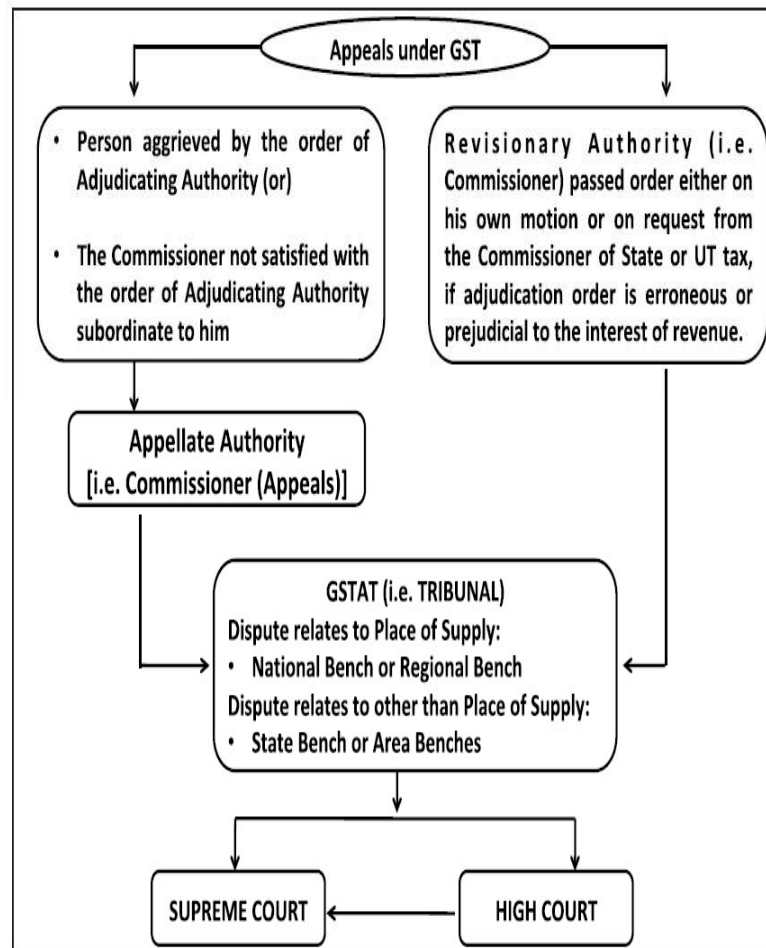 Appeals under GST
• Person aggrieved by the order of
Adjudicating Authority (or)
• The Commissioner not satisfied with
the order of Adjudicating Authority
subordinate to him
Revisionary Authority (i.e.
Commissioner) passed order either on
his own motion or on request from
the Commissioner of State or UT tax,
if adjudication order is erroneous or
prejudicial to the interest of revenue.
Appellate Authority
[i.e. Commissioner (Appeals)]
GSTAT (i.e. TRIBUNAL)
Dispute relates to Place of Supply:
• National Bench or Regional Bench
Dispute relates to other than Place of Supply:
• State Bench or Area Benches
SUPREME COURT
HIGH COURT